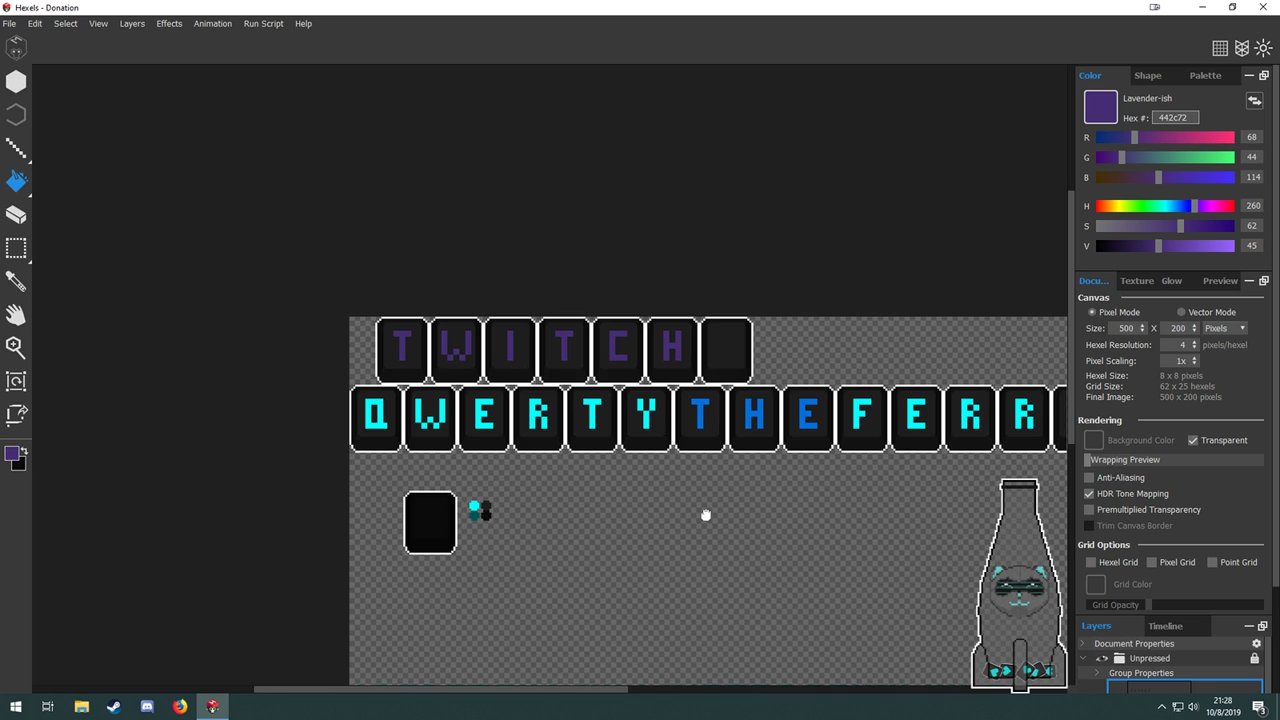 Hexels - Donation
File Edit Select View Layers Effects Animation Run Script Help
Color Shape Palette
Lavender-ish
Hex #: 442c72
R 68
G 44
B 114
H 260
S 62
V 45
Docu... Texture Glow Preview
Canvas
Pixel Mode Vector Mode
Size: 500 X 200 Pixels
Hexel Resolution: 4 pixels/hexel
Pixel Scaling: 1x
Hexel Size: 8 x 8 pixels
Grid Size: 62 x 25 hexels
Final Image: 500 x 200 pixels
Rendering
Background Color Transparent
Wrapping Preview
Anti-Aliasing
HDR Tone Mapping
Premultiplied Transparency
Trim Canvas Border
Grid Options
Hexel Grid Pixel Grid Point Grid
Grid Color
Grid Opacity
Layers Timeline
Document Properties
Unpressed
Group Properties
TWITCH
QWERTYTHEFERR
21:28
10/8/2019
3